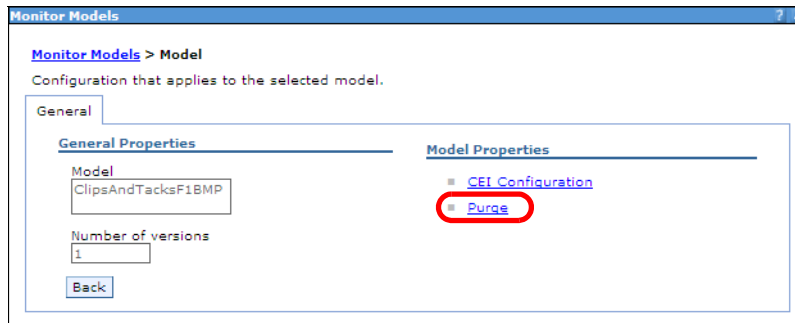 Monitor Models ?
Monitor Models > Model
Configuration that applies to the selected model.
General
General Properties
Model
ClipsAndTacksF1BMP
Number of versions
1
Back
Model Properties
CEI Configuration
Purge